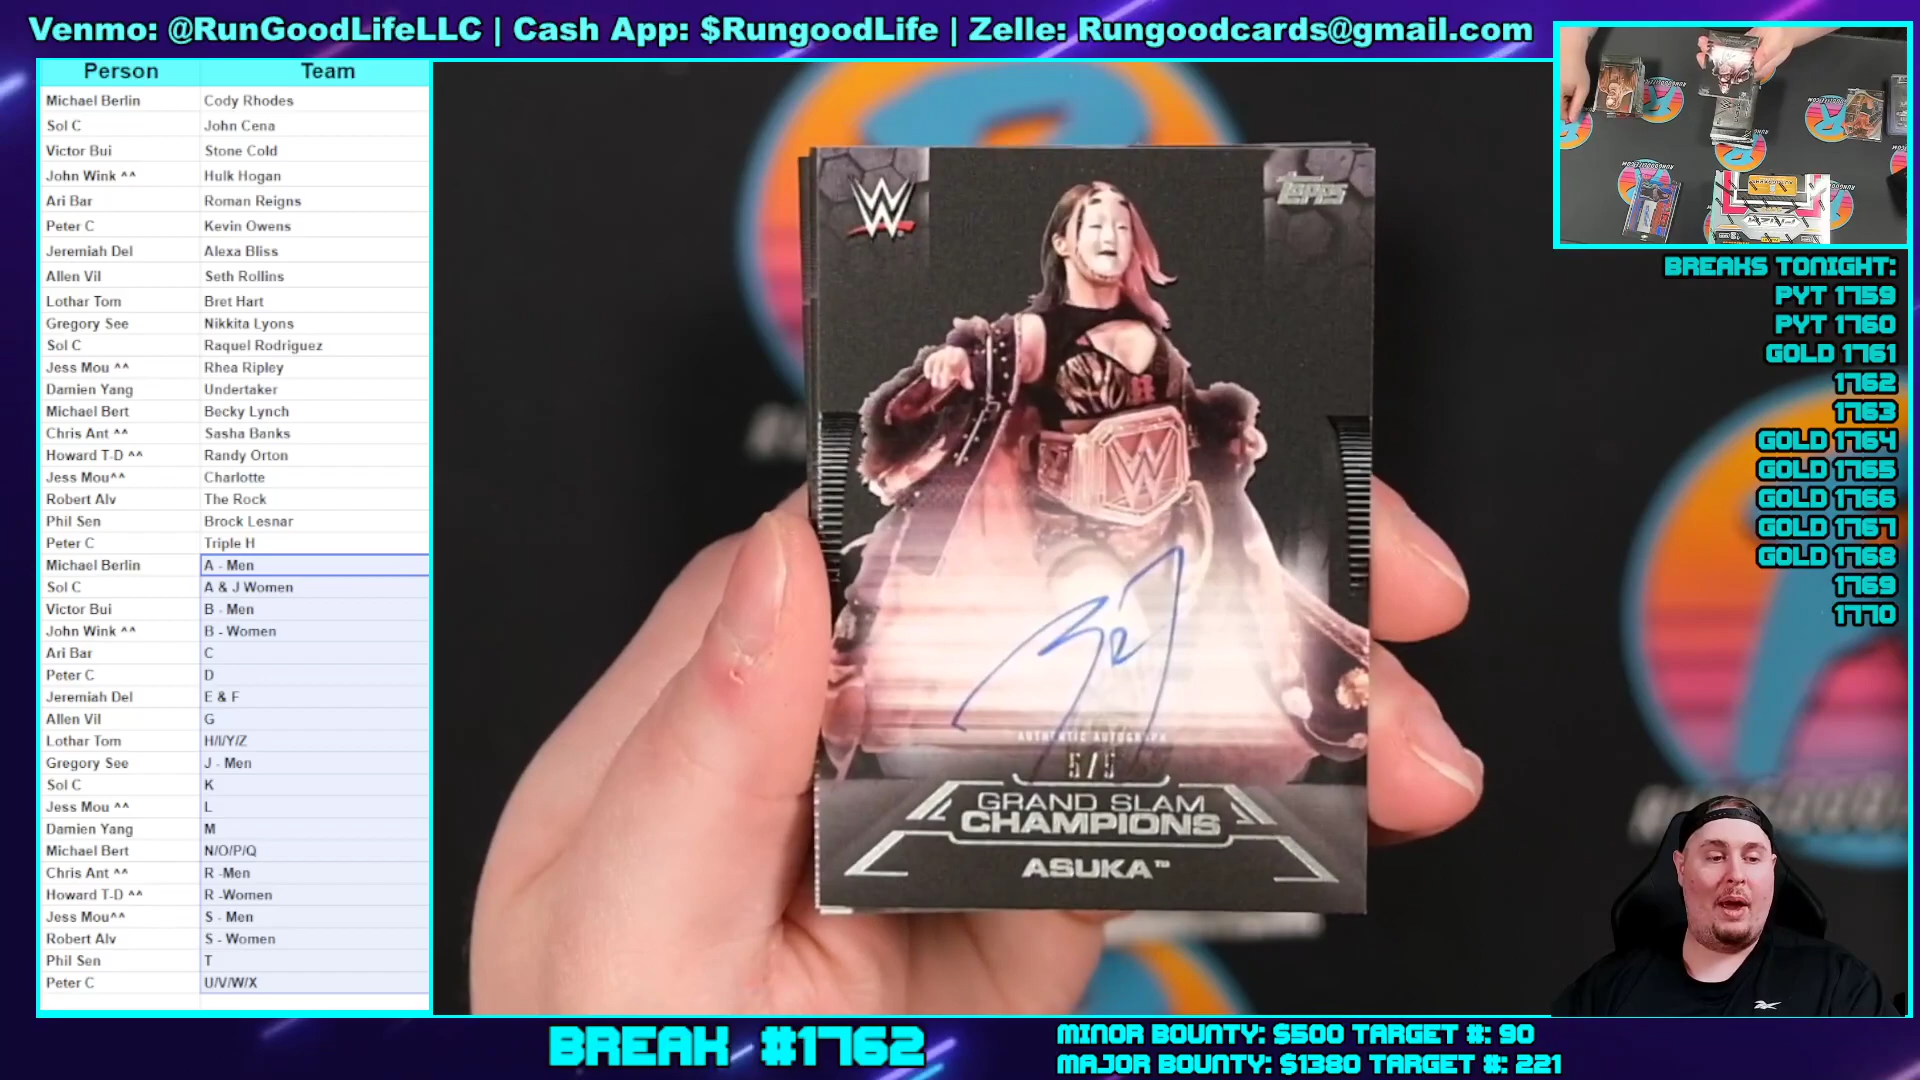 Venmo: @RunGoodLifeLLC | Cash App: $RungoodLife | Zelle: Rungoodcards@gmail.com
Person Team
Michael Berlin Cody Rhodes
Sol C John Cena
Victor Bui Stone Cold
John Wink ^^ Hulk Hogan
Ari Bar Roman Reigns
Peter C Kevin Owens
Jeremiah Del Alexa Bliss
Allen Vil Seth Rollins
Lothar Tom Bret Hart
Gregory See Nikkita Lyons
Sol C Raquel Rodriguez
Jess Mou ^^ Rhea Ripley
Damien Yang Undertaker
Michael Bert Becky Lynch
Chris Ant ^^ Sasha Banks
Howard T-D ^^ Randy Orton
Jess Mou^^ Charlotte
Robert Alv The Rock
Phil Sen Brock Lesnar
Peter C Triple H
Michael Berlin A - Men
Sol C A & J Women
Victor Bui B - Men
John Wink ^^ B - Women
Ari Bar C
Peter C D
Jeremiah Del E & F
Allen Vil G
Lothar Tom H/I/Y/Z
Gregory See J - Men
Sol C K
Jess Mou ^^ L
Damien Yang M
Michael Bert N/O/P/Q
Chris Ant ^^ R -Men
Howard T-D ^^ R -Women
Jess Mou^^ S - Men
Robert Alv S - Women
Phil Sen T
Peter C U/V/W/X
W
Topps
AUTHENTIC AUTOGRAPH
5/5
GRAND SLAM
CHAMPIONS
ASUKA™
BREAKS TONIGHT:
PYT 1759
PYT 1760
GOLD 1761
1762
1763
GOLD 1764
GOLD 1765
GOLD 1766
GOLD 1767
GOLD 1768
1769
1770
BREAK #1762
MINOR BOUNTY: $500 TARGET #: 90
MAJOR BOUNTY: $1380 TARGET #: 221